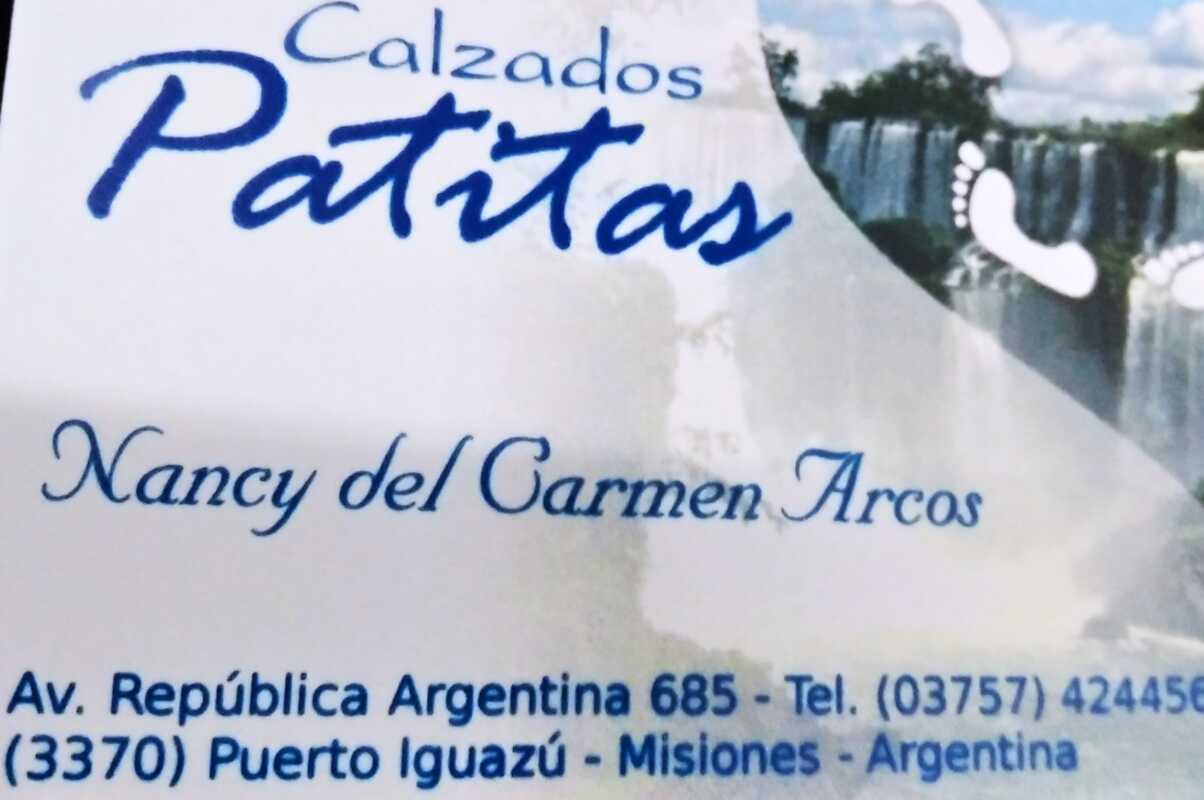 Calzados
Patitas
Nancy del Carmen Arcos
Av. República Argentina 685 - Tel. (03757) 424456
(3370) Puerto Iguazú - Misiones - Argentina